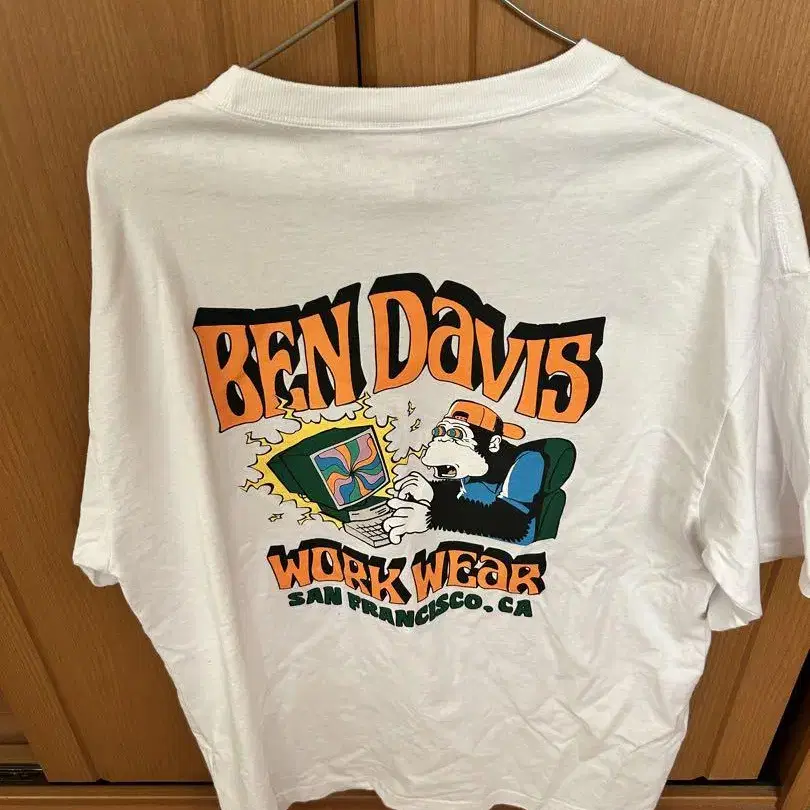 BEN DAVIS
WORK WEAR
SAN FRANCISCO, CA